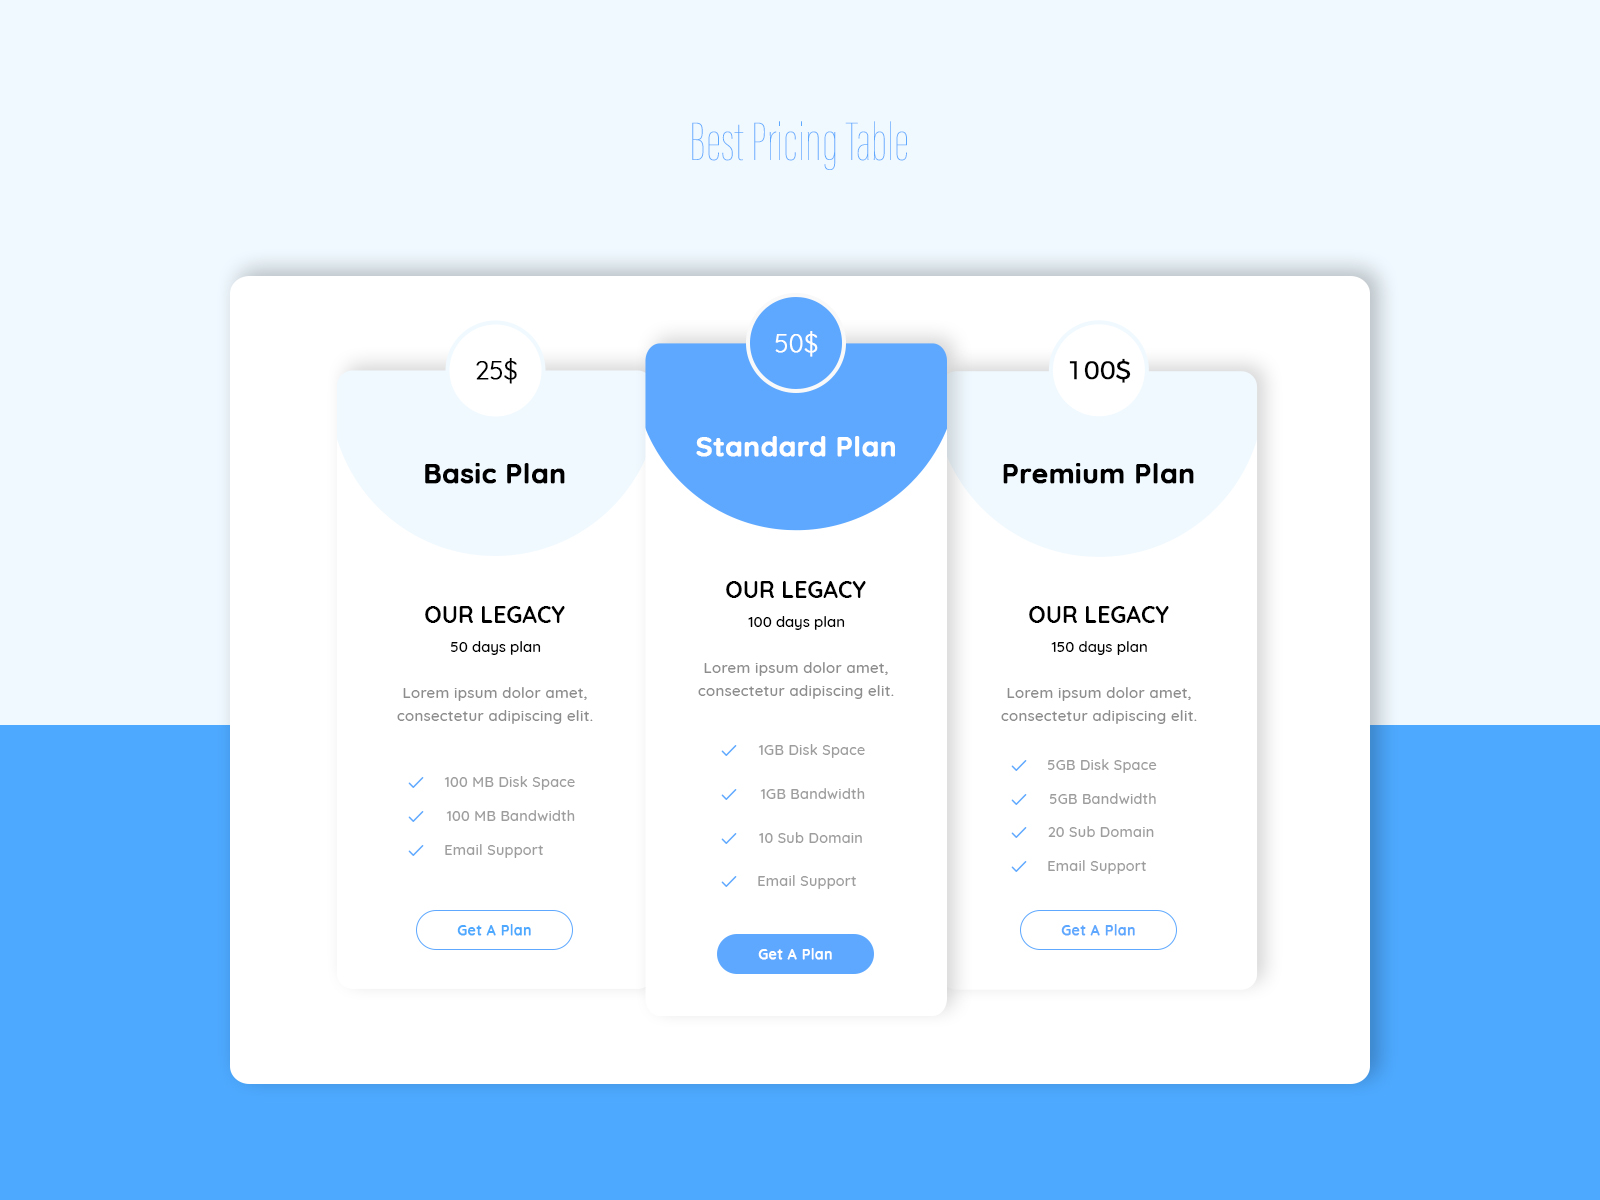 Best Pricing Table
25$
Basic Plan
OUR LEGACY
50 days plan
Lorem ipsum dolor amet,
consectetur adipiscing elit.
100 MB Disk Space
100 MB Bandwidth
Email Support
Get A Plan
50$
Standard Plan
OUR LEGACY
100 days plan
Lorem ipsum dolor amet,
consectetur adipiscing elit.
1GB Disk Space
1GB Bandwidth
10 Sub Domain
Email Support
Get A Plan
100$
Premium Plan
OUR LEGACY
150 days plan
Lorem ipsum dolor amet,
consectetur adipiscing elit.
5GB Disk Space
5GB Bandwidth
20 Sub Domain
Email Support
Get A Plan